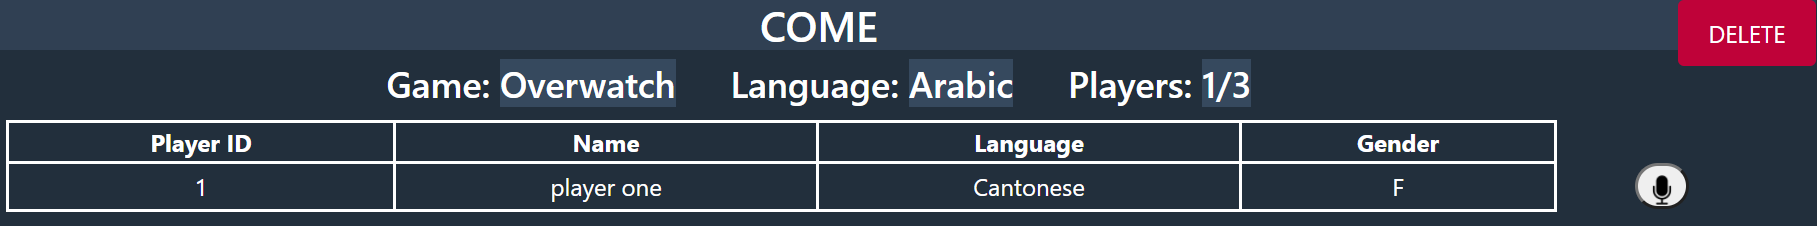 COME
DELETE
Game: Overwatch Language: Arabic Players: 1/3
Player ID Name Language Gender
1 player one Cantonese F